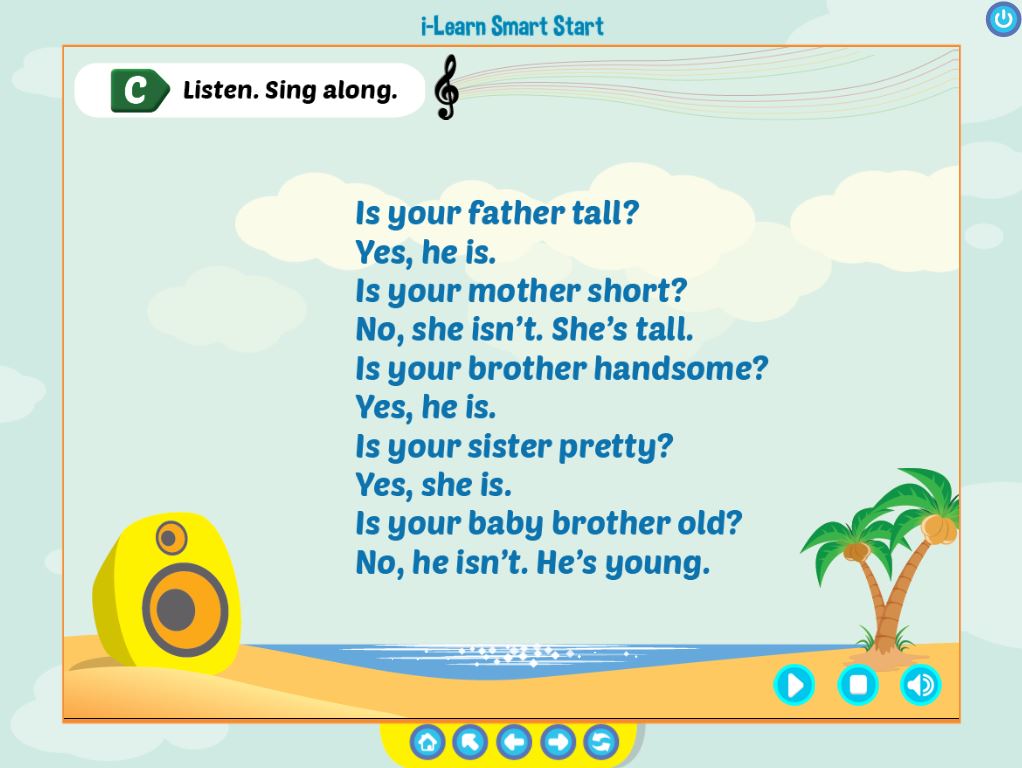 i-Learn Smart Start
C Listen. Sing along.
Is your father tall?
Yes, he is.
Is your mother short?
No, she isn't. She's tall.
Is your brother handsome?
Yes, he is.
Is your sister pretty?
Yes, she is.
Is your baby brother old?
No, he isn't. He's young.